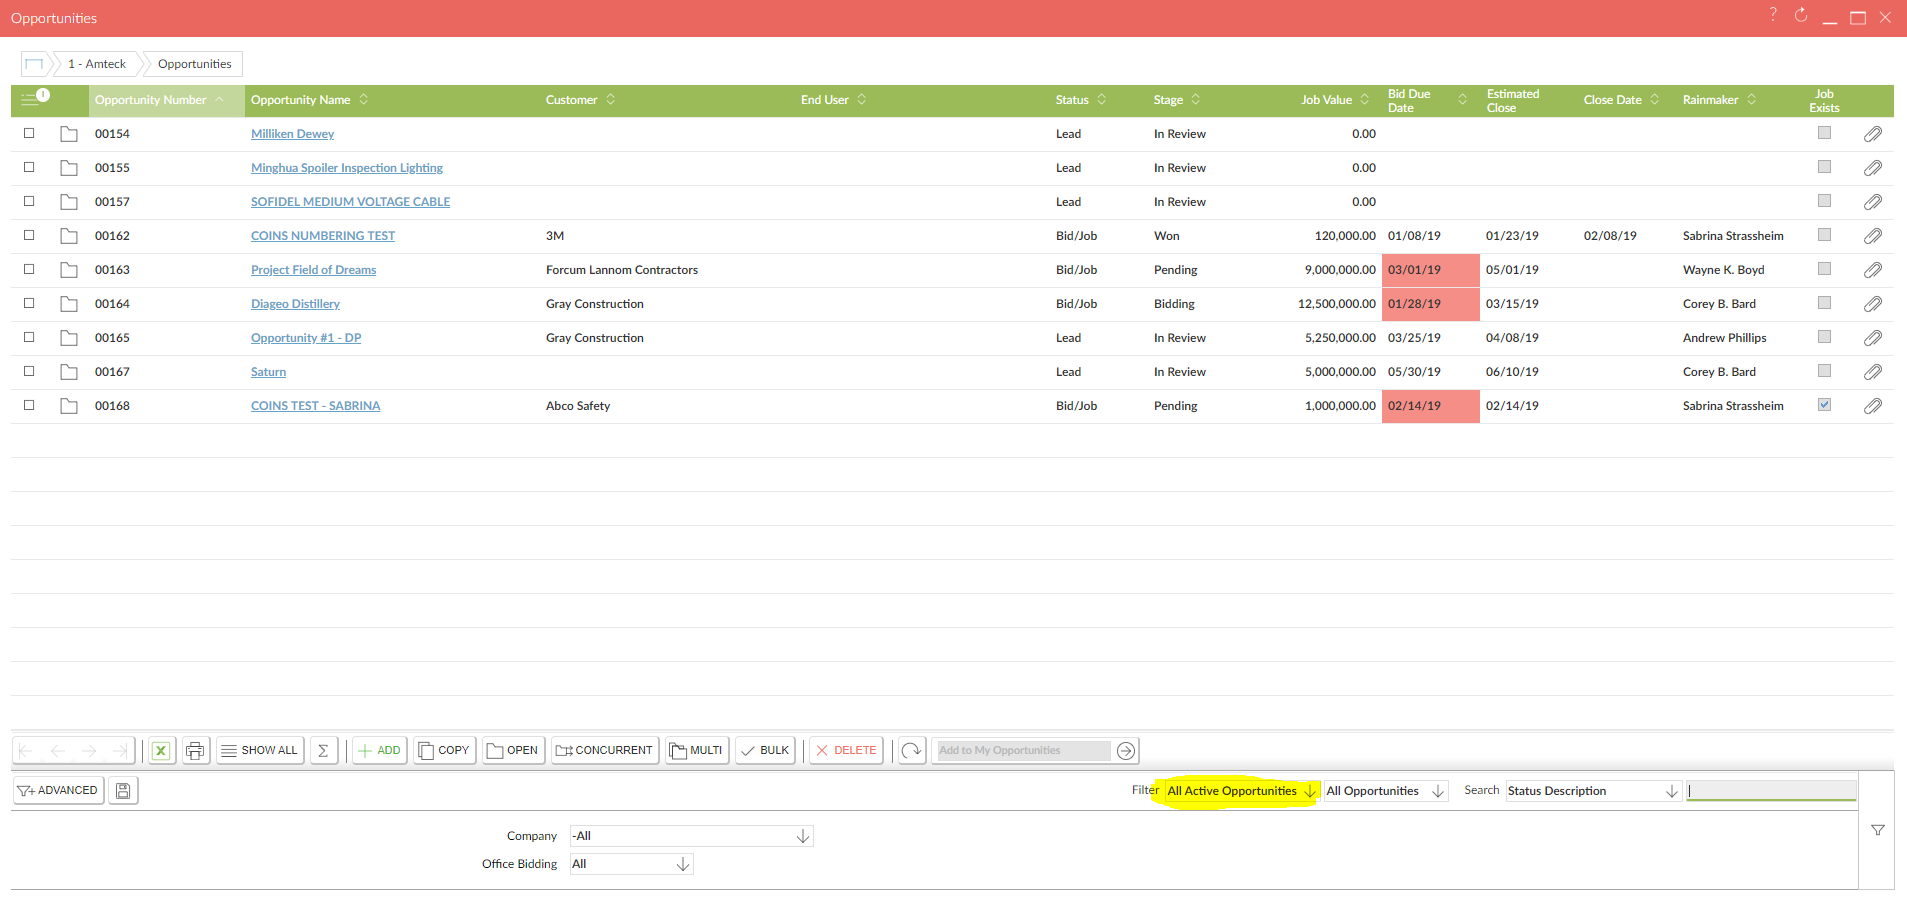 Opportunities
?
1 - Amteck Opportunities
! Opportunity Number Opportunity Name Customer End User Status Stage Job Value Bid Due Date Estimated Close Close Date Rainmaker Job Exists
00154 Milliken Dewey Lead In Review 0.00
00155 Minghua Spoiler Inspection Lighting Lead In Review 0.00
00157 SOFIDEL MEDIUM VOLTAGE CABLE Lead In Review 0.00
00162 COINS NUMBERING TEST 3M Bid/Job Won 120,000.00 01/08/19 01/23/19 02/08/19 Sabrina Strassheim
00163 Project Field of Dreams Forcum Lannom Contractors Bid/Job Pending 9,000,000.00 03/01/19 05/01/19 Wayne K. Boyd
00164 Diageo Distillery Gray Construction Bid/Job Bidding 12,500,000.00 01/28/19 03/15/19 Corey B. Bard
00165 Opportunity #1 - DP Gray Construction Lead In Review 5,250,000.00 03/25/19 04/08/19 Andrew Phillips
00167 Saturn Lead In Review 5,000,000.00 05/30/19 06/10/19 Corey B. Bard
00168 COINS TEST - SABRINA Abco Safety Bid/Job Pending 1,000,000.00 02/14/19 02/14/19 Sabrina Strassheim
X SHOW ALL Σ ADD COPY OPEN CONCURRENT MULTI BULK DELETE Add to My Opportunities
ADVANCED Filter All Active Opportunities All Opportunities Search Status Description
Company -All
Office Bidding All